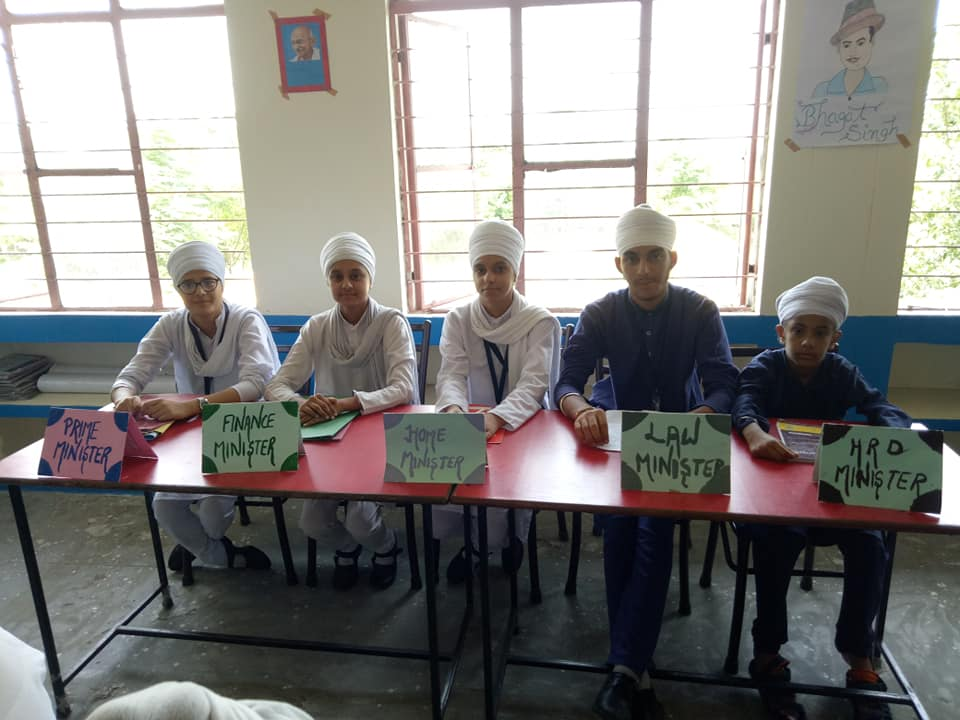 Bhagat
Singh
PRIME
MINISTER
FINANCE
MINISTER
HOME
MINISTER
LAW
MINISTER
HRD
MINISTER